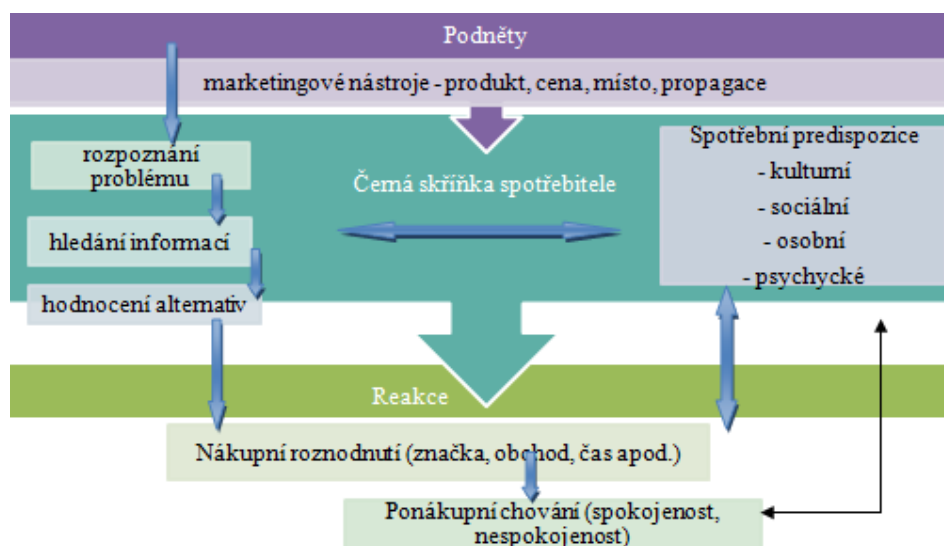 Podněty
marketingové nástroje - produkt, cena, místo, propagace
rozpoznání
problému
hledání informací
hodnocení alternativ
Černá skříňka spotřebitele
Spotřební predispozice
- kulturní
- sociální
- osobní
- psychycké
Reakce
Nákupní roznodnutí (značka, obchod, čas apod.)
Ponákupní chování (spokojenost,
nespokojenost)